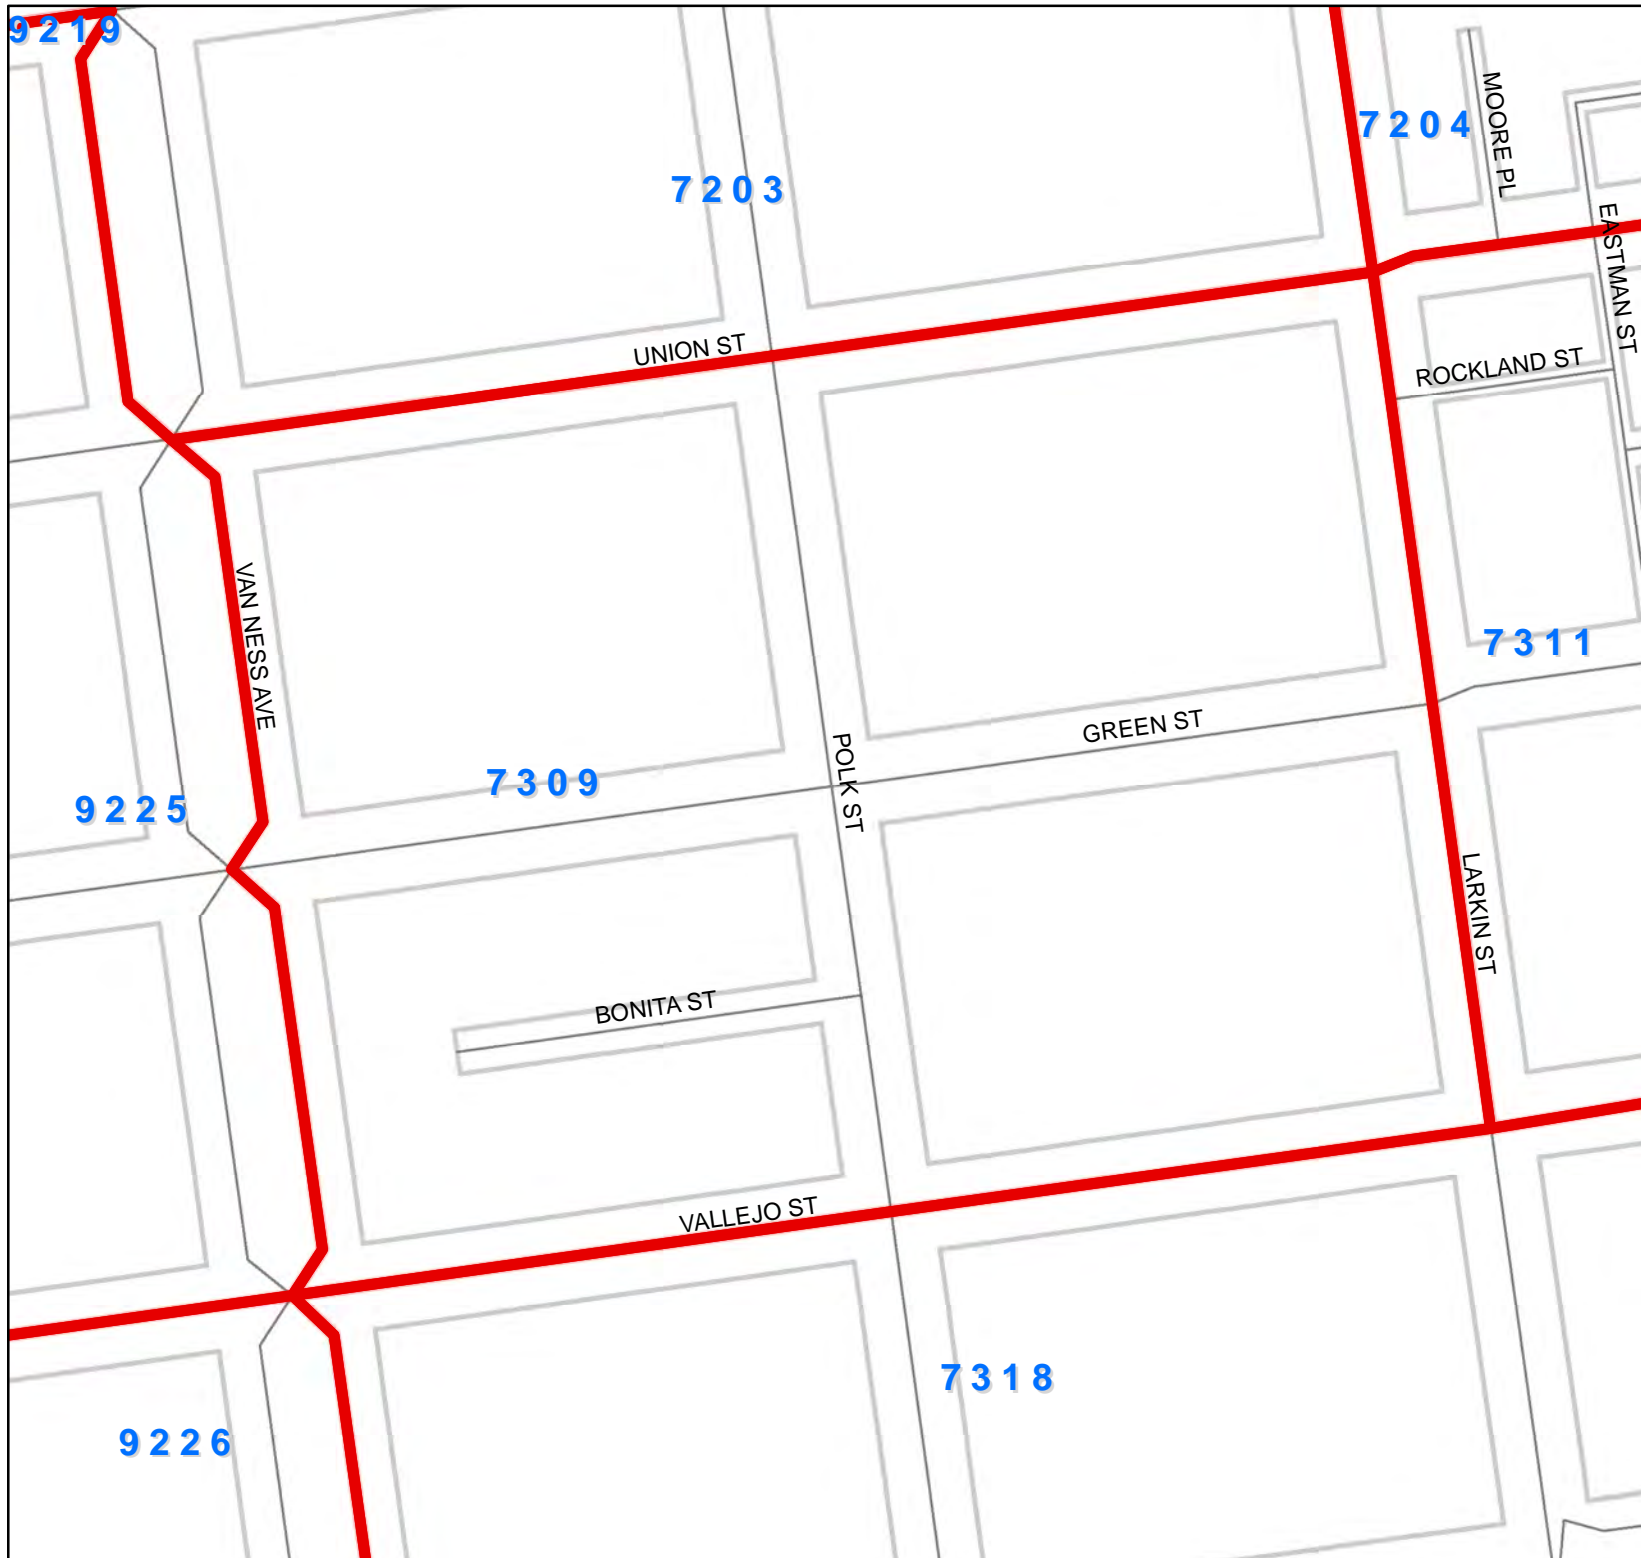 9219
7204
MOORE PL
7203
EASTMAN ST
UNION ST
ROCKLAND ST
VAN NESS AVE
7311
GREEN ST
POLK ST
7309
9225
LARKIN ST
BONITA ST
VALLEJO ST
7318
9226